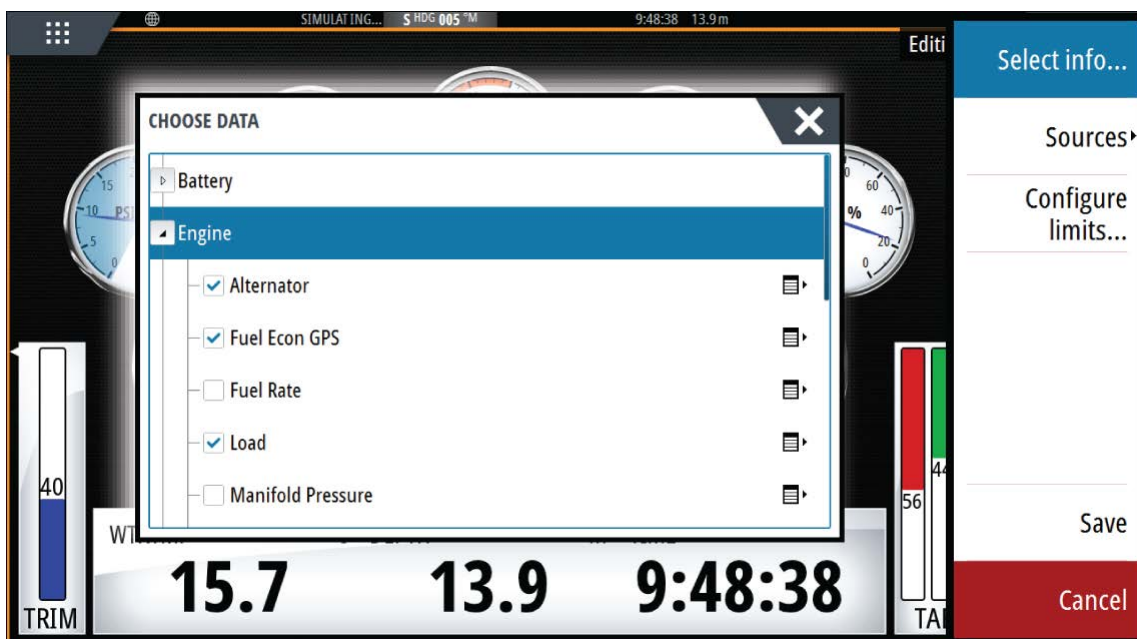 SIMULATING... S HDG 005 °M 9:48:38 13.9 m
Editi
Select info...
Sources
Configure
limits...
Save
Cancel
CHOOSE DATA
Battery
Engine
Alternator
Fuel Econ GPS
Fuel Rate
Load
Manifold Pressure
15
10 PSI
5
0
60
% 40
20
0
40
TRIM
15.7 13.9 9:48:38
56 44
TA